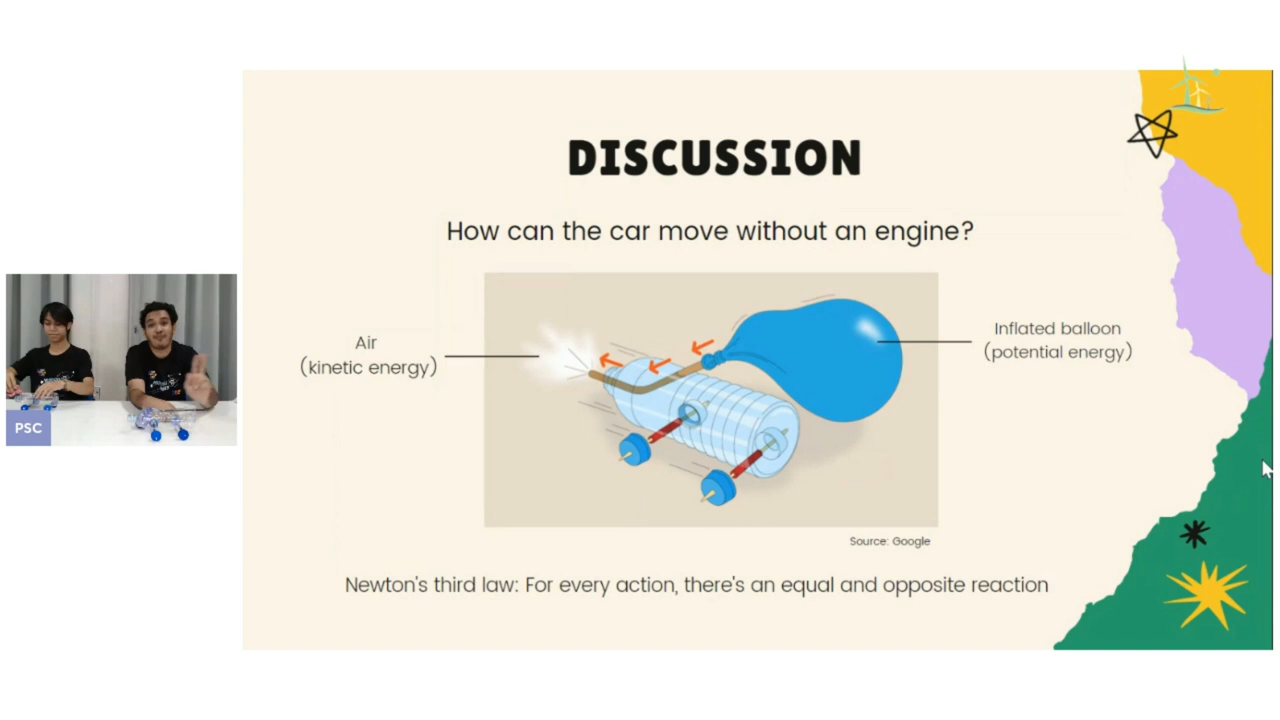 DISCUSSION
How can the car move without an engine?
Air
(kinetic energy)
Inflated balloon
(potential energy)
PSC
Source: Google
Newton's third law: For every action, there's an equal and opposite reaction